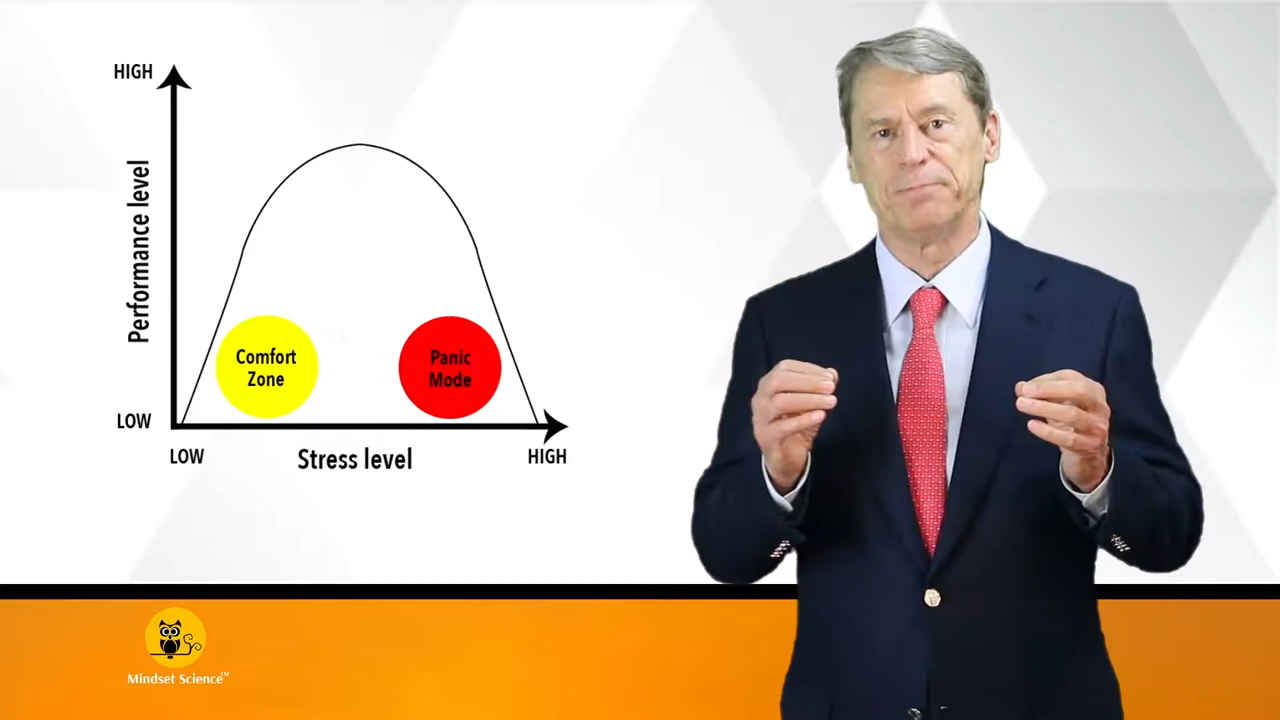 HIGH
Performance level
Comfort
Zone
Panic
Mode
LOW
LOW
Stress level
HIGH
Mindset Science™